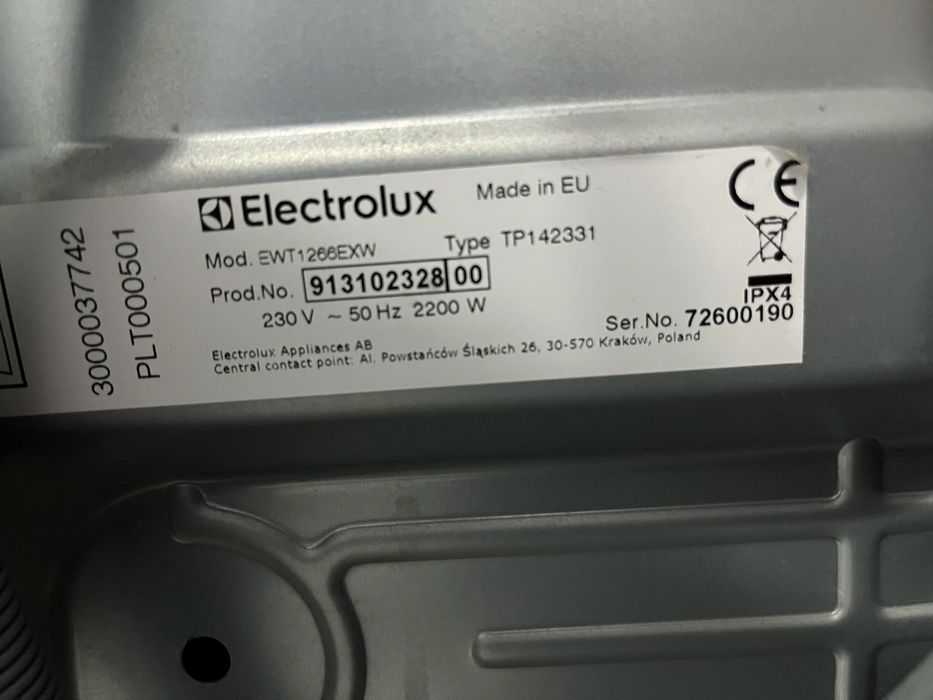 Electrolux Made in EU
Mod. EWT1266EXW Type TP142331
Prod.No. 913102328 00
230 V ~ 50 Hz 2200 W
IPX4
Ser.No. 72600190
Electrolux Appliances AB
Central contact point: Al. Powstańców Śląskich 26, 30-570 Kraków, Poland
3000037742
PLT000501
CE